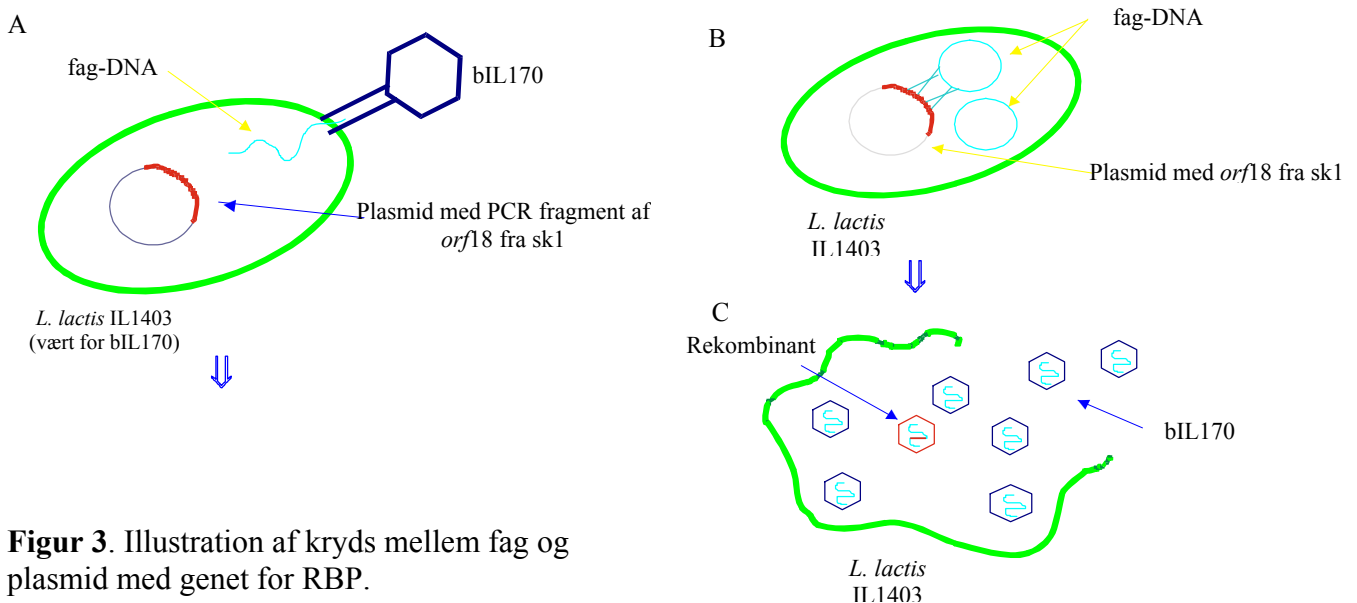 A
fag-DNA
bIL170
Plasmid med PCR fragment af
orf18 fra sk1
L. lactis IL1403
(vært for bIL170)
B
fag-DNA
Plasmid med orf18 fra sk1
L. lactis
IL1403
C
Rekombinant
bIL170
L. lactis
IL1403
Figur 3. Illustration af kryds mellem fag og
plasmid med genet for RBP.